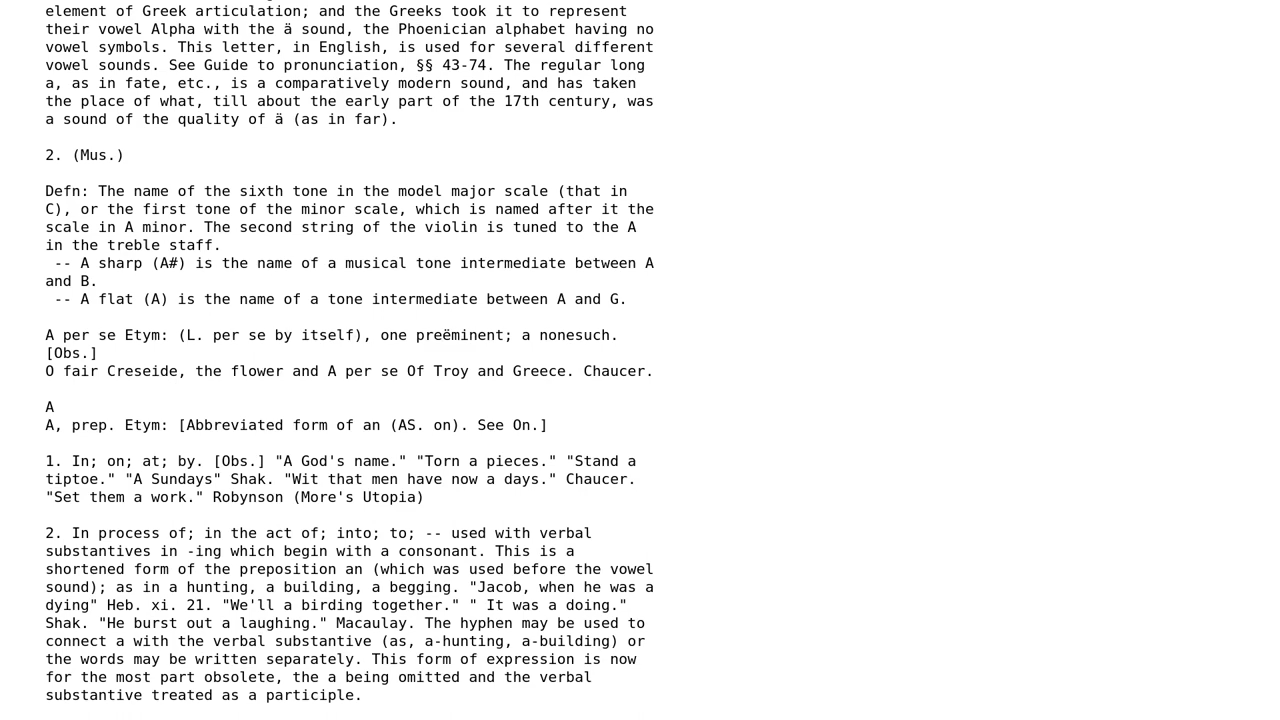 element of Greek articulation; and the Greeks took it to represent
their vowel Alpha with the ä sound, the Phoenician alphabet having no
vowel symbols. This letter, in English, is used for several different
vowel sounds. See Guide to pronunciation, §§ 43-74. The regular long
a, as in fate, etc., is a comparatively modern sound, and has taken
the place of what, till about the early part of the 17th century, was
a sound of the quality of ä (as in far).

2. (Mus.)

Defn: The name of the sixth tone in the model major scale (that in
C), or the first tone of the minor scale, which is named after it the
scale in A minor. The second string of the violin is tuned to the A
in the treble staff.
 -- A sharp (A#) is the name of a musical tone intermediate between A
and B.
 -- A flat (A) is the name of a tone intermediate between A and G.

A per se Etym: (L. per se by itself), one preëminent; a nonesuch.
[Obs.]
O fair Creseide, the flower and A per se Of Troy and Greece. Chaucer.

A
A, prep. Etym: [Abbreviated form of an (AS. on). See On.]

1. In; on; at; by. [Obs.] "A God's name." "Torn a pieces." "Stand a
tiptoe." "A Sundays" Shak. "Wit that men have now a days." Chaucer.
"Set them a work." Robynson (More's Utopia)

2. In process of; in the act of; into; to; -- used with verbal
substantives in -ing which begin with a consonant. This is a
shortened form of the preposition an (which was used before the vowel
sound); as in a hunting, a building, a begging. "Jacob, when he was a
dying" Heb. xi. 21. "We'll a birding together." " It was a doing."
Shak. "He burst out a laughing." Macaulay. The hyphen may be used to
connect a with the verbal substantive (as, a-hunting, a-building) or
the words may be written separately. This form of expression is now
for the most part obsolete, the a being omitted and the verbal
substantive treated as a participle.